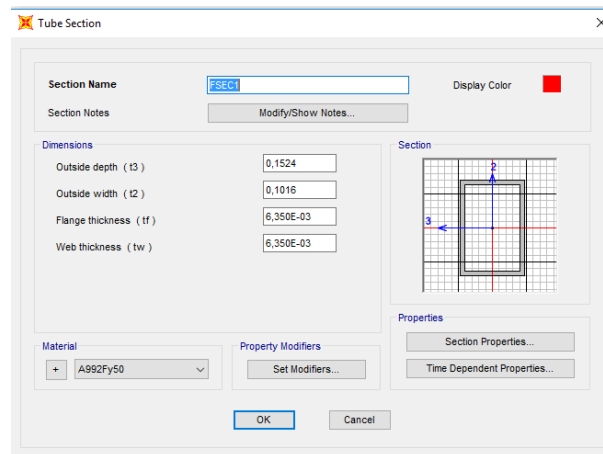 Tube Section
Section Name FSEC1 Display Color
Section Notes Modify/Show Notes...
Dimensions
Outside depth ( t3 ) 0,1524
Outside width ( t2 ) 0,1016
Flange thickness ( tf ) 6,350E-03
Web thickness ( tw ) 6,350E-03
Section
2
3
Properties
Section Properties...
Time Dependent Properties...
Material
+ A992Fy50
Property Modifiers
Set Modifiers...
OK Cancel